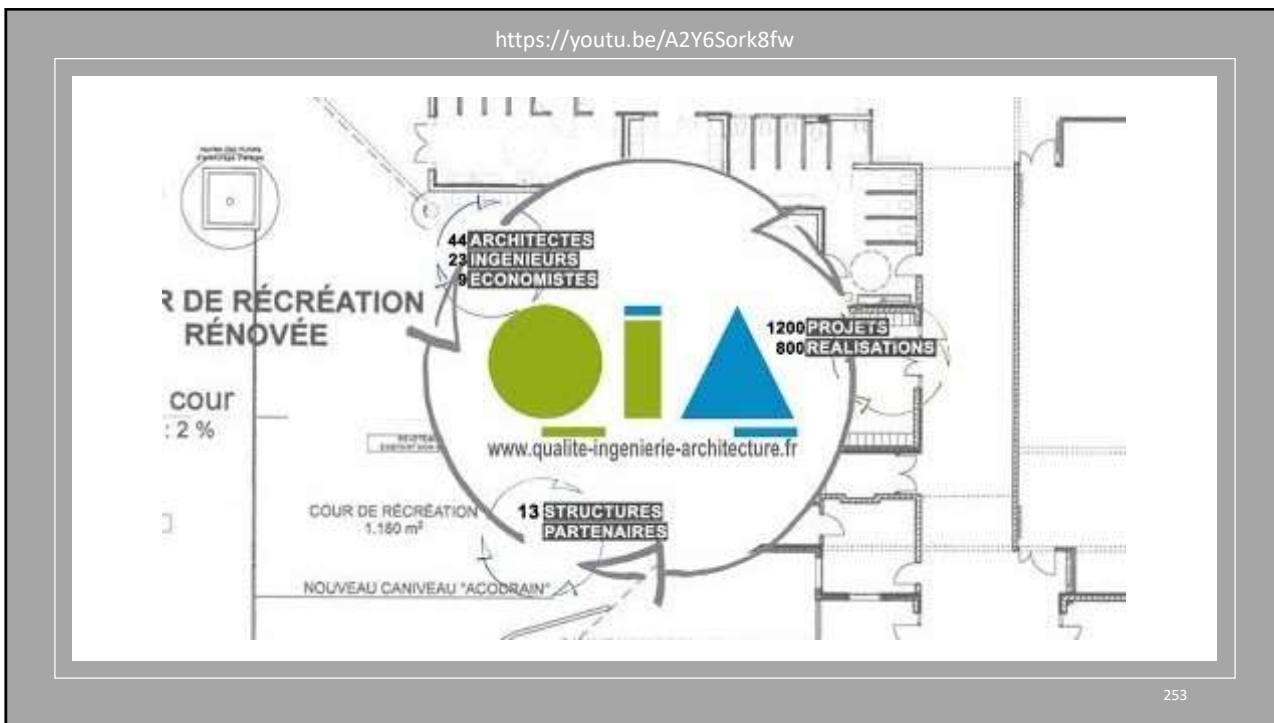 https://youtu.be/A2Y6Sork8fw
44 ARCHITECTES
23 INGENIEURS
9 ECONOMISTES
R DE RÉCRÉATION
RÉNOVÉE
1200 PROJETS
800 REALISATIONS
QIA
www.qualite-ingenierie-architecture.fr
cour
: 2 %
COUR DE RÉCRÉATION
1.180 m²
13 STRUCTURES
PARTENAIRES
NOUVEAU CANIVEAU "ACODRAIN"
253